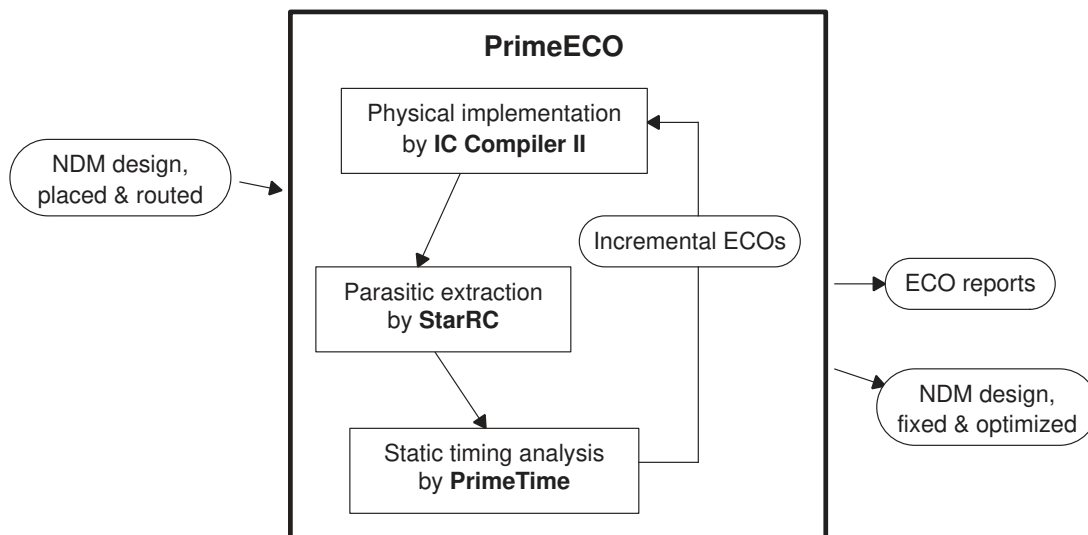 PrimeECO
Physical implementation
by IC Compiler II
NDM design,
placed & routed
Incremental ECOs
Parasitic extraction
by StarRC
ECO reports
NDM design,
fixed & optimized
Static timing analysis
by PrimeTime